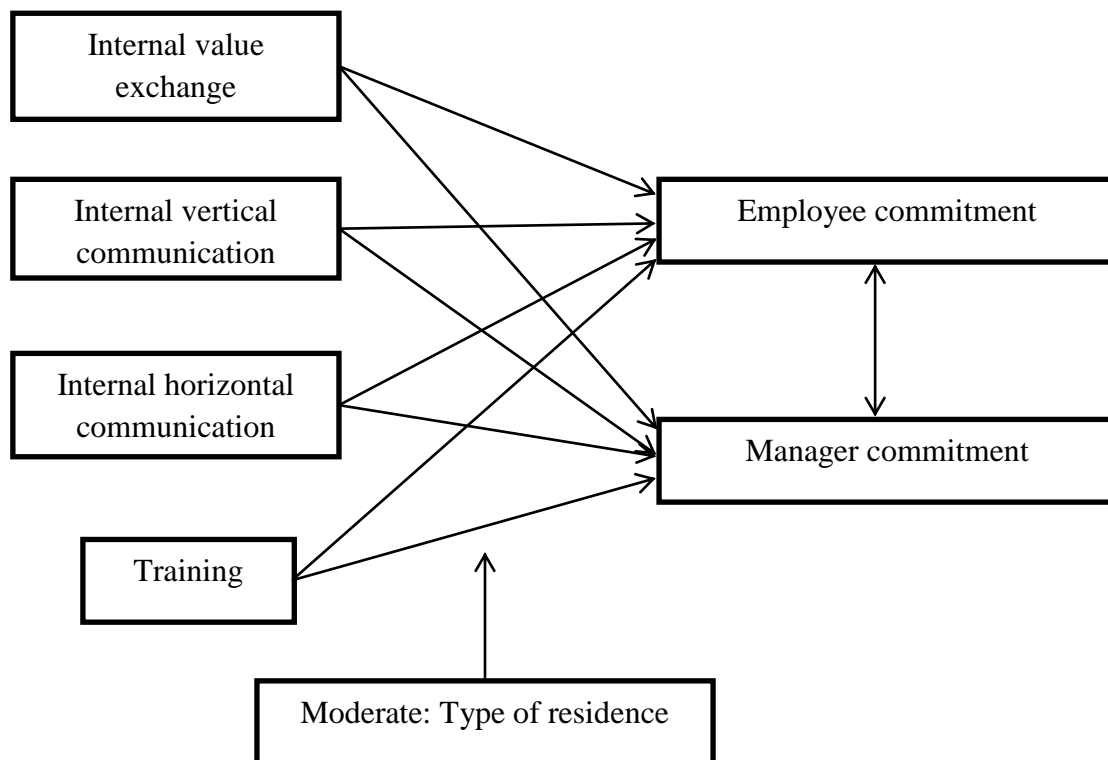 Internal value
exchange
Internal vertical
communication
Employee commitment
Internal horizontal
communication
Manager commitment
Training
Moderate: Type of residence